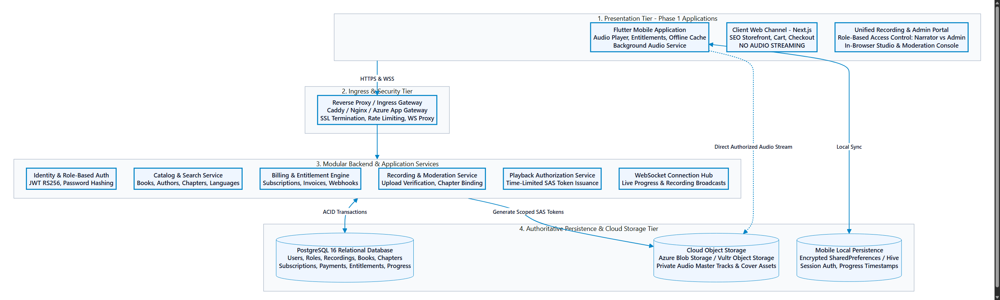 1. Presentation Tier - Phase 1 Applications
Flutter Mobile Application
Audio Player, Entitlements, Offline Cache
Background Audio Service
Client Web Channel - Next.js
SEO Storefront, Cart, Checkout
NO AUDIO STREAMING
Unified Recording & Admin Portal
Role-Based Access Control: Narrator vs Admin
In-Browser Studio & Moderation Console
HTTPS & WSS
2. Ingress & Security Tier
Reverse Proxy / Ingress Gateway
Caddy / Nginx / Azure App Gateway
SSL Termination, Rate Limiting, WS Proxy
Direct Authorized Audio Stream
Local Sync
3. Modular Backend & Application Services
Identity & Role-Based Auth
JWT RS256, Password Hashing
Catalog & Search Service
Books, Authors, Chapters, Languages
Billing & Entitlement Engine
Subscriptions, Invoices, Webhooks
Recording & Moderation Service
Upload Verification, Chapter Binding
Playback Authorization Service
Time-Limited SAS Token Issuance
WebSocket Connection Hub
Live Progress & Recording Broadcasts
ACID Transactions
Generate Scoped SAS Tokens
4. Authoritative Persistence & Cloud Storage Tier
PostgreSQL 16 Relational Database
Users, Roles, Recordings, Books, Chapters
Subscriptions, Payments, Entitlements, Progress
Cloud Object Storage
Azure Blob Storage / Vultr Object Storage
Private Audio Master Tracks & Cover Assets
Mobile Local Persistence
Encrypted SharedPreferences / Hive
Session Auth, Progress Timestamps